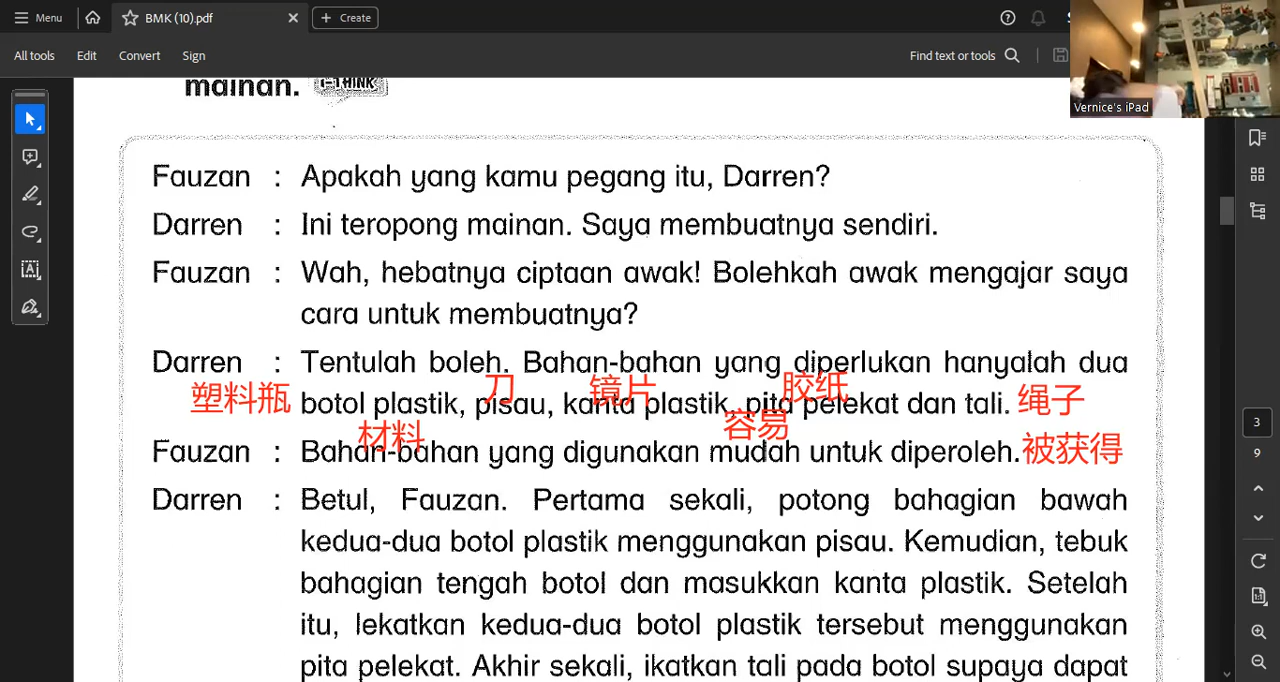 Menu
BMK (10).pdf
Create
All tools
Edit
Convert
Sign
Find text or tools
Vernice's iPad
mainan. i-THINK
Fauzan : Apakah yang kamu pegang itu, Darren?
Darren : Ini teropong mainan. Saya membuatnya sendiri.
Fauzan : Wah, hebatnya ciptaan awak! Bolehkah awak mengajar saya
cara untuk membuatnya?
Darren : Tentulah boleh. Bahan-bahan yang diperlukan hanyalah dua
塑料瓶 刀 镜片 胶纸 绳子
botol plastik, pisau, kanta plastik, pita pelekat dan tali.
材料 容易 被获得
Fauzan : Bahan-bahan yang digunakan mudah untuk diperoleh.
Darren : Betul, Fauzan. Pertama sekali, potong bahagian bawah
kedua-dua botol plastik menggunakan pisau. Kemudian, tebuk
bahagian tengah botol dan masukkan kanta plastik. Setelah
itu, lekatkan kedua-dua botol plastik tersebut menggunakan
pita pelekat. Akhir sekali, ikatkan tali pada botol supaya dapat
3
9